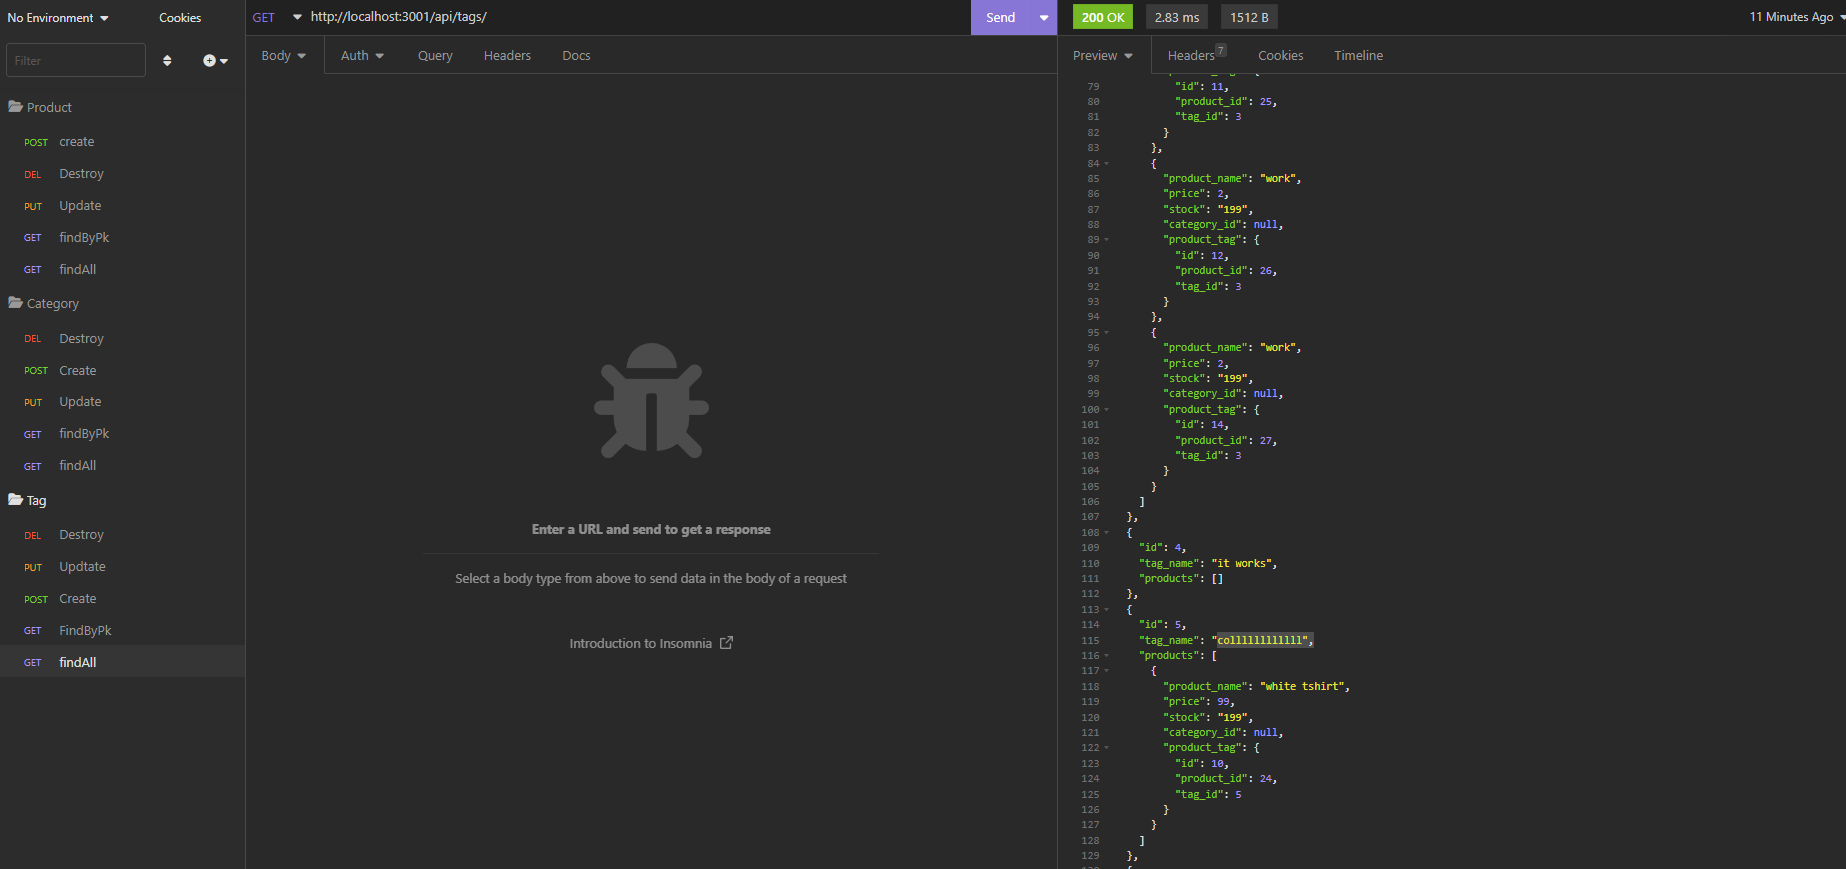 No Environment
Cookies
Filter
Product
POST create
DEL Destroy
PUT Update
GET findByPk
GET findAll
Category
DEL Destroy
POST Create
PUT Update
GET findByPk
GET findAll
Tag
DEL Destroy
PUT Updtate
POST Create
GET FindByPk
GET findAll
GET http://localhost:3001/api/tags/ Send
Body Auth Query Headers Docs
Enter a URL and send to get a response
Select a body type from above to send data in the body of a request
Introduction to Insomnia
200 OK 2.83 ms 1512 B 11 Minutes Ago
Preview Headers 7 Cookies Timeline
79 "id": 11,
80 "product_id": 25,
81 "tag_id": 3
82 }
83 },
84 {
85 "product_name": "work",
86 "price": 2,
87 "stock": "199",
88 "category_id": null,
89 "product_tag": {
90 "id": 12,
91 "product_id": 26,
92 "tag_id": 3
93 }
94 },
95 {
96 "product_name": "work",
97 "price": 2,
98 "stock": "199",
99 "category_id": null,
100 "product_tag": {
101 "id": 14,
102 "product_id": 27,
103 "tag_id": 3
104 }
105 }
106 ]
107 },
108 {
109 "id": 4,
110 "tag_name": "it works",
111 "products": []
112 },
113 {
114 "id": 5,
115 "tag_name": "colllllllllllll",
116 "products": [
117 {
118 "product_name": "white tshirt",
119 "price": 99,
120 "stock": "199",
121 "category_id": null,
122 "product_tag": {
123 "id": 10,
124 "product_id": 24,
125 "tag_id": 5
126 }
127 }
128 ]
129 },